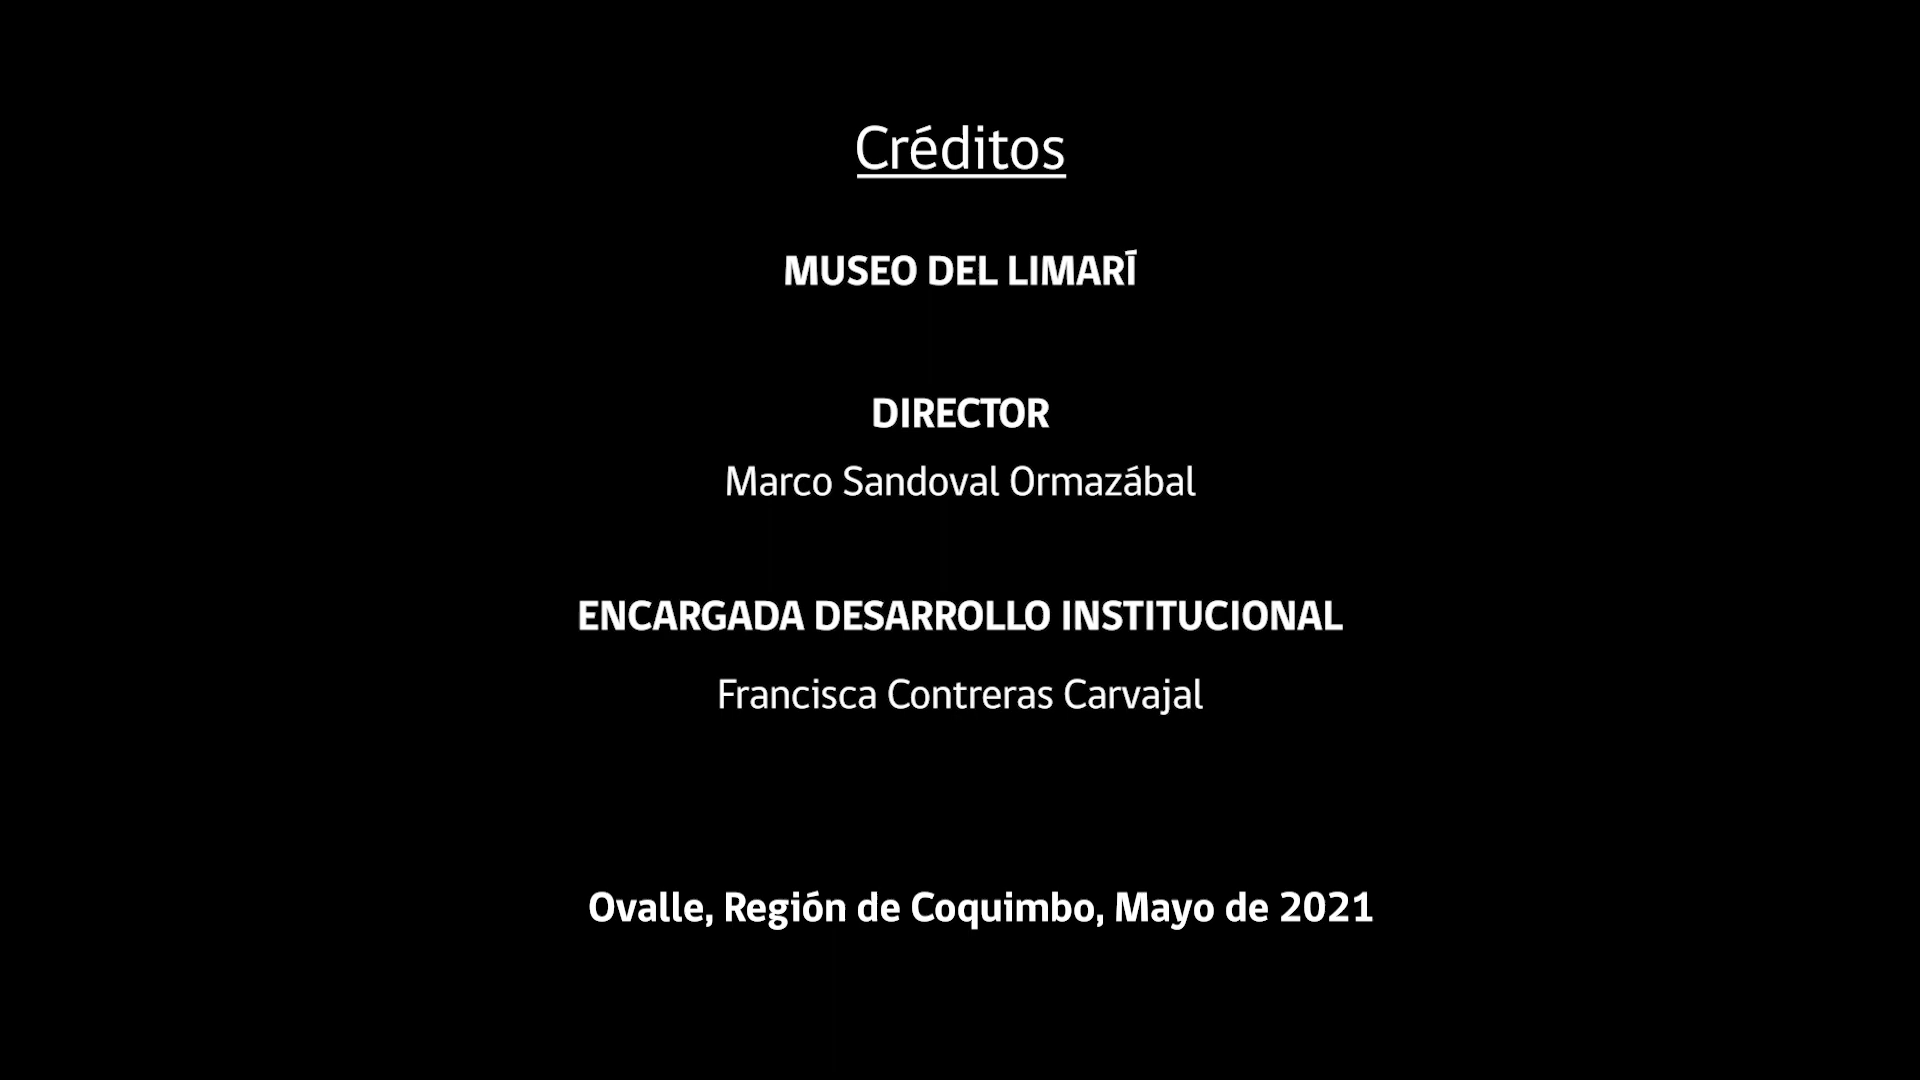 Créditos
MUSEO DEL LIMARÍ
DIRECTOR
Marco Sandoval Ormazábal
ENCARGADA DESARROLLO INSTITUCIONAL
Francisca Contreras Carvajal
Ovalle, Región de Coquimbo, Mayo de 2021